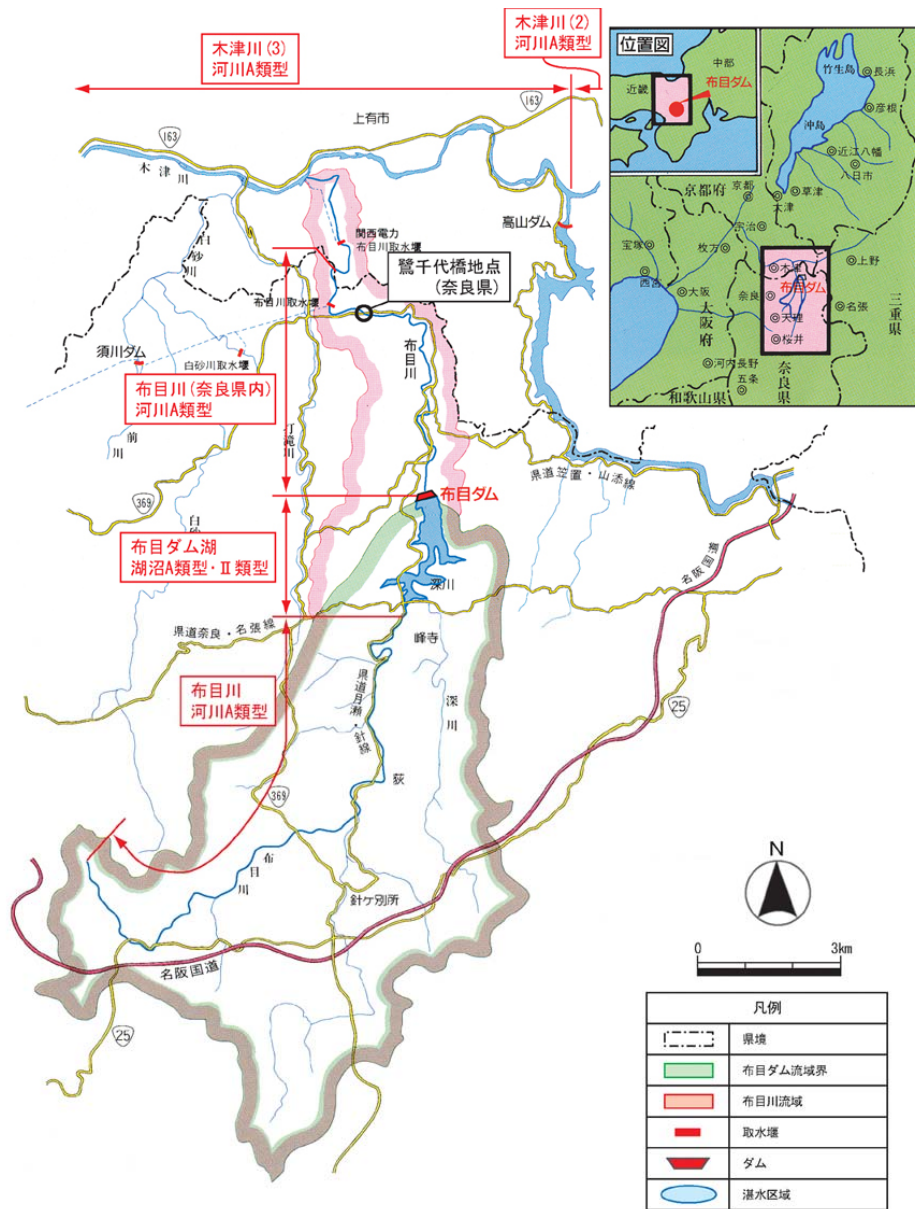 木津川(3)
河川A類型
木津川(2)
河川A類型
163
163
上有市
木津川
白砂川
関西電力
布目川取水堰
高山ダム
鷺千代橋地点
(奈良県)
布目川取水堰
布目川
須川ダム
白砂川取水堰
布目川(奈良県内)
河川A類型
前川
打滝川
369
県道笠置・山添線
布目ダム
布目ダム湖
湖沼A類型・Ⅱ類型
深川
名阪国道
県道奈良・名張線
峰寺
布目川
河川A類型
県道月瀬・針線
深川
25
荻
369
布目川
針ヶ別所
名阪国道
25
位置図
中部
近畿
布目ダム
竹生島
長浜
彦根
沖島
近江八幡
八日市
京都府
京都
草津
大津
宇治
宝塚
枚方
木津
上野
布目ダム
西宮
大阪
奈良
名張
三重県
大阪府
天理
桜井
河内長野
五条
奈良県
和歌山県
N
0
3km
凡例
県境
布目ダム流域界
布目川流域
取水堰
ダム
湛水区域